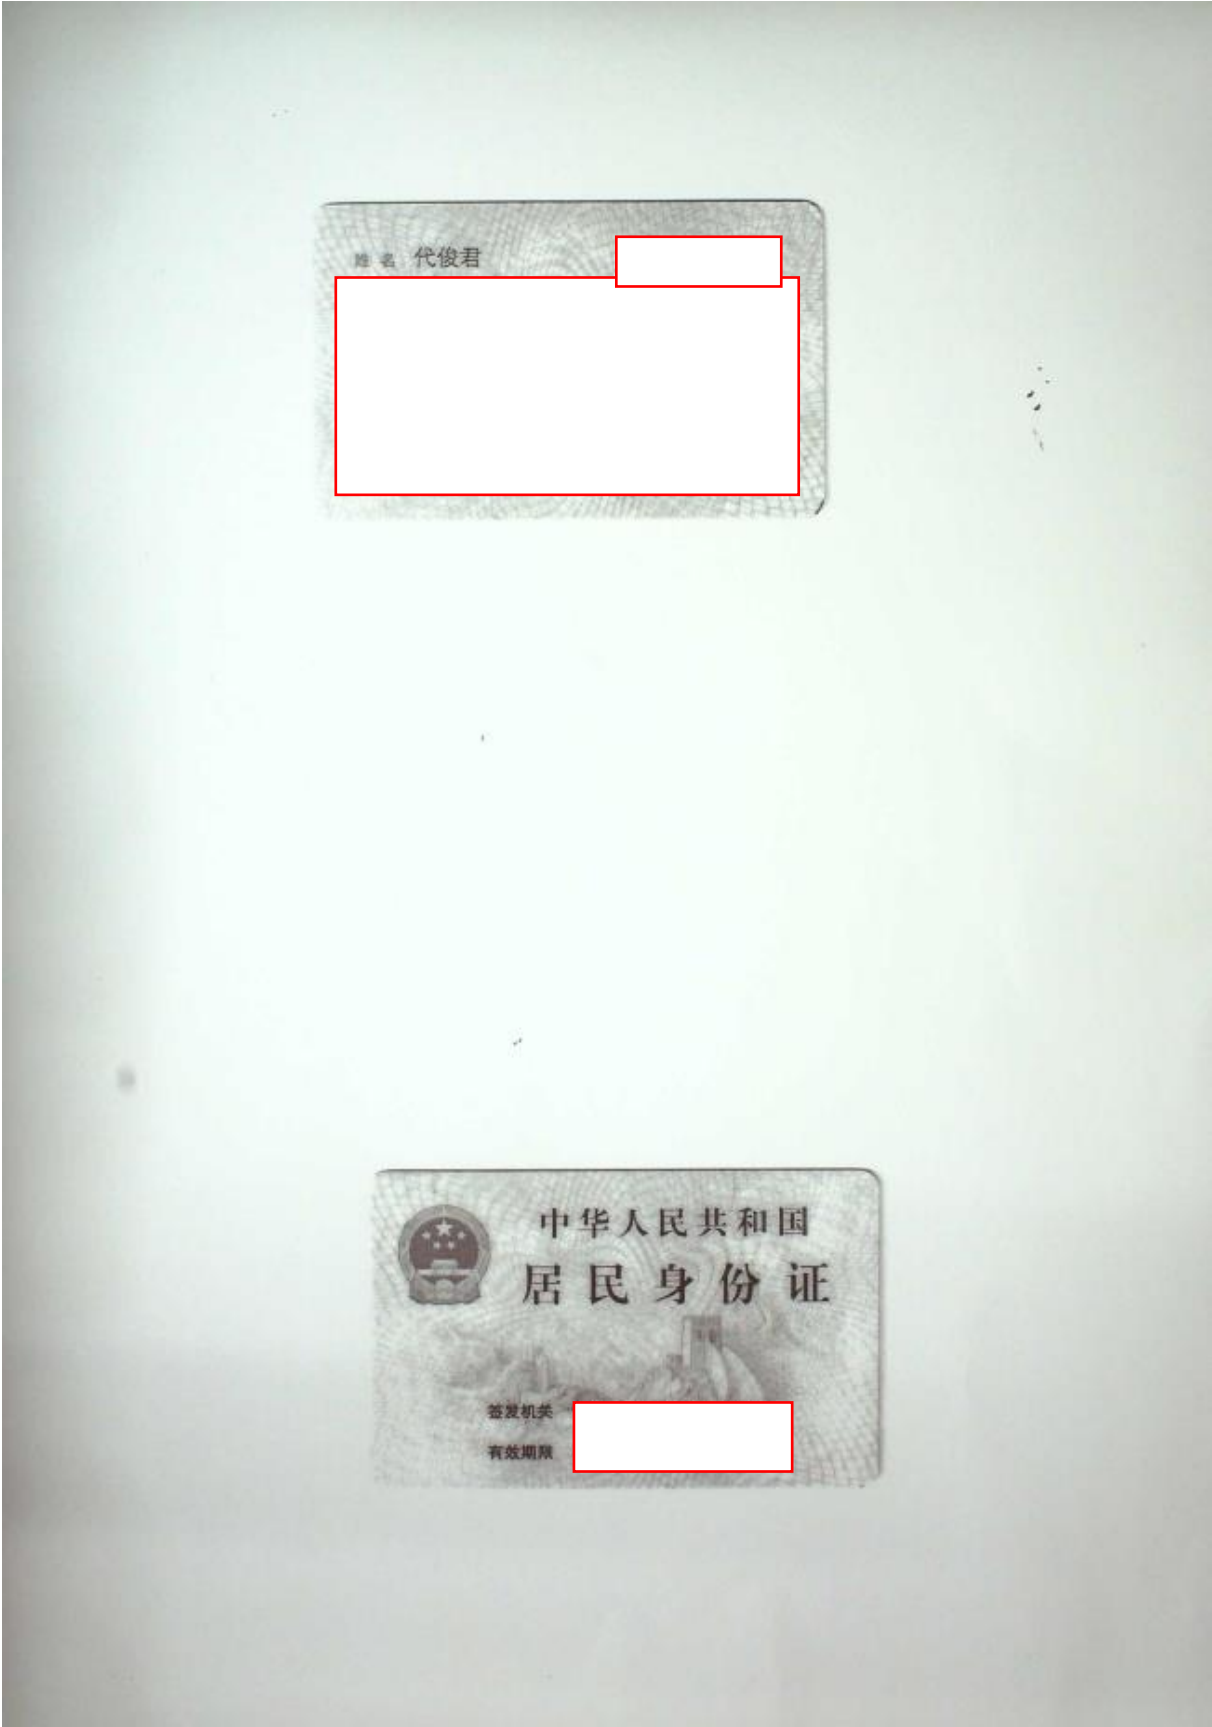 姓名 代俊君
中华人民共和国
居民身份证
签发机关
有效期限